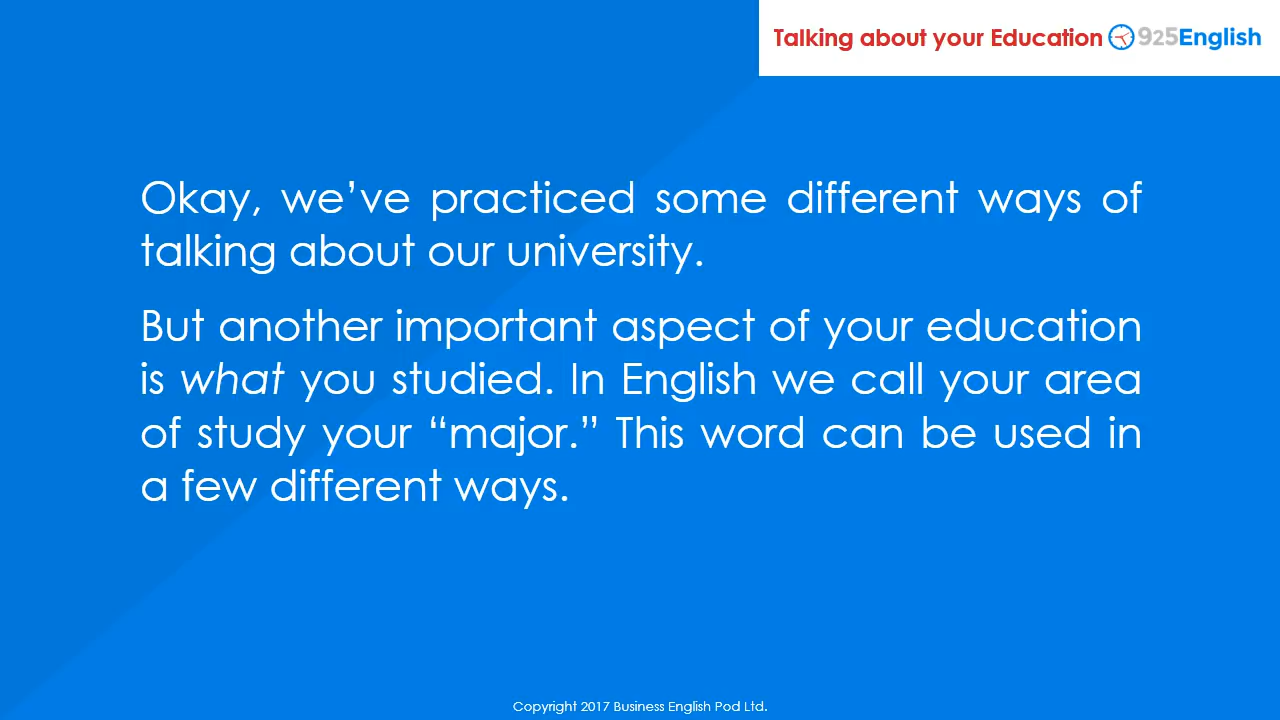 Talking about your Education 925English
Okay, we’ve practiced some different ways of
talking about our university.
But another important aspect of your education
is what you studied. In English we call your area
of study your “major.” This word can be used in
a few different ways.
Copyright 2017 Business English Pod Ltd.